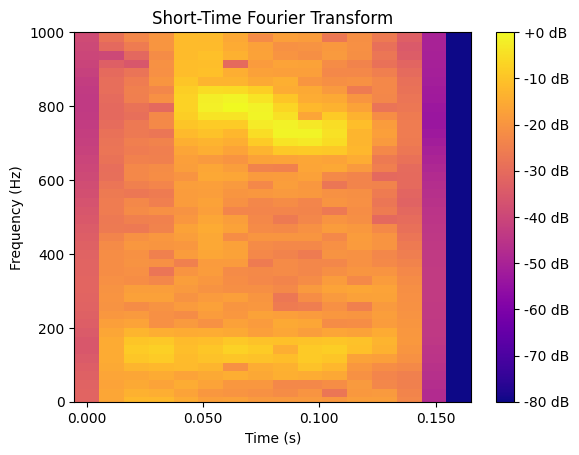 Short-Time Fourier Transform
1000
800
600
400
200
0
Frequency (Hz)
0.000
0.050
0.100
0.150
Time (s)
+0 dB
-10 dB
-20 dB
-30 dB
-40 dB
-50 dB
-60 dB
-70 dB
-80 dB